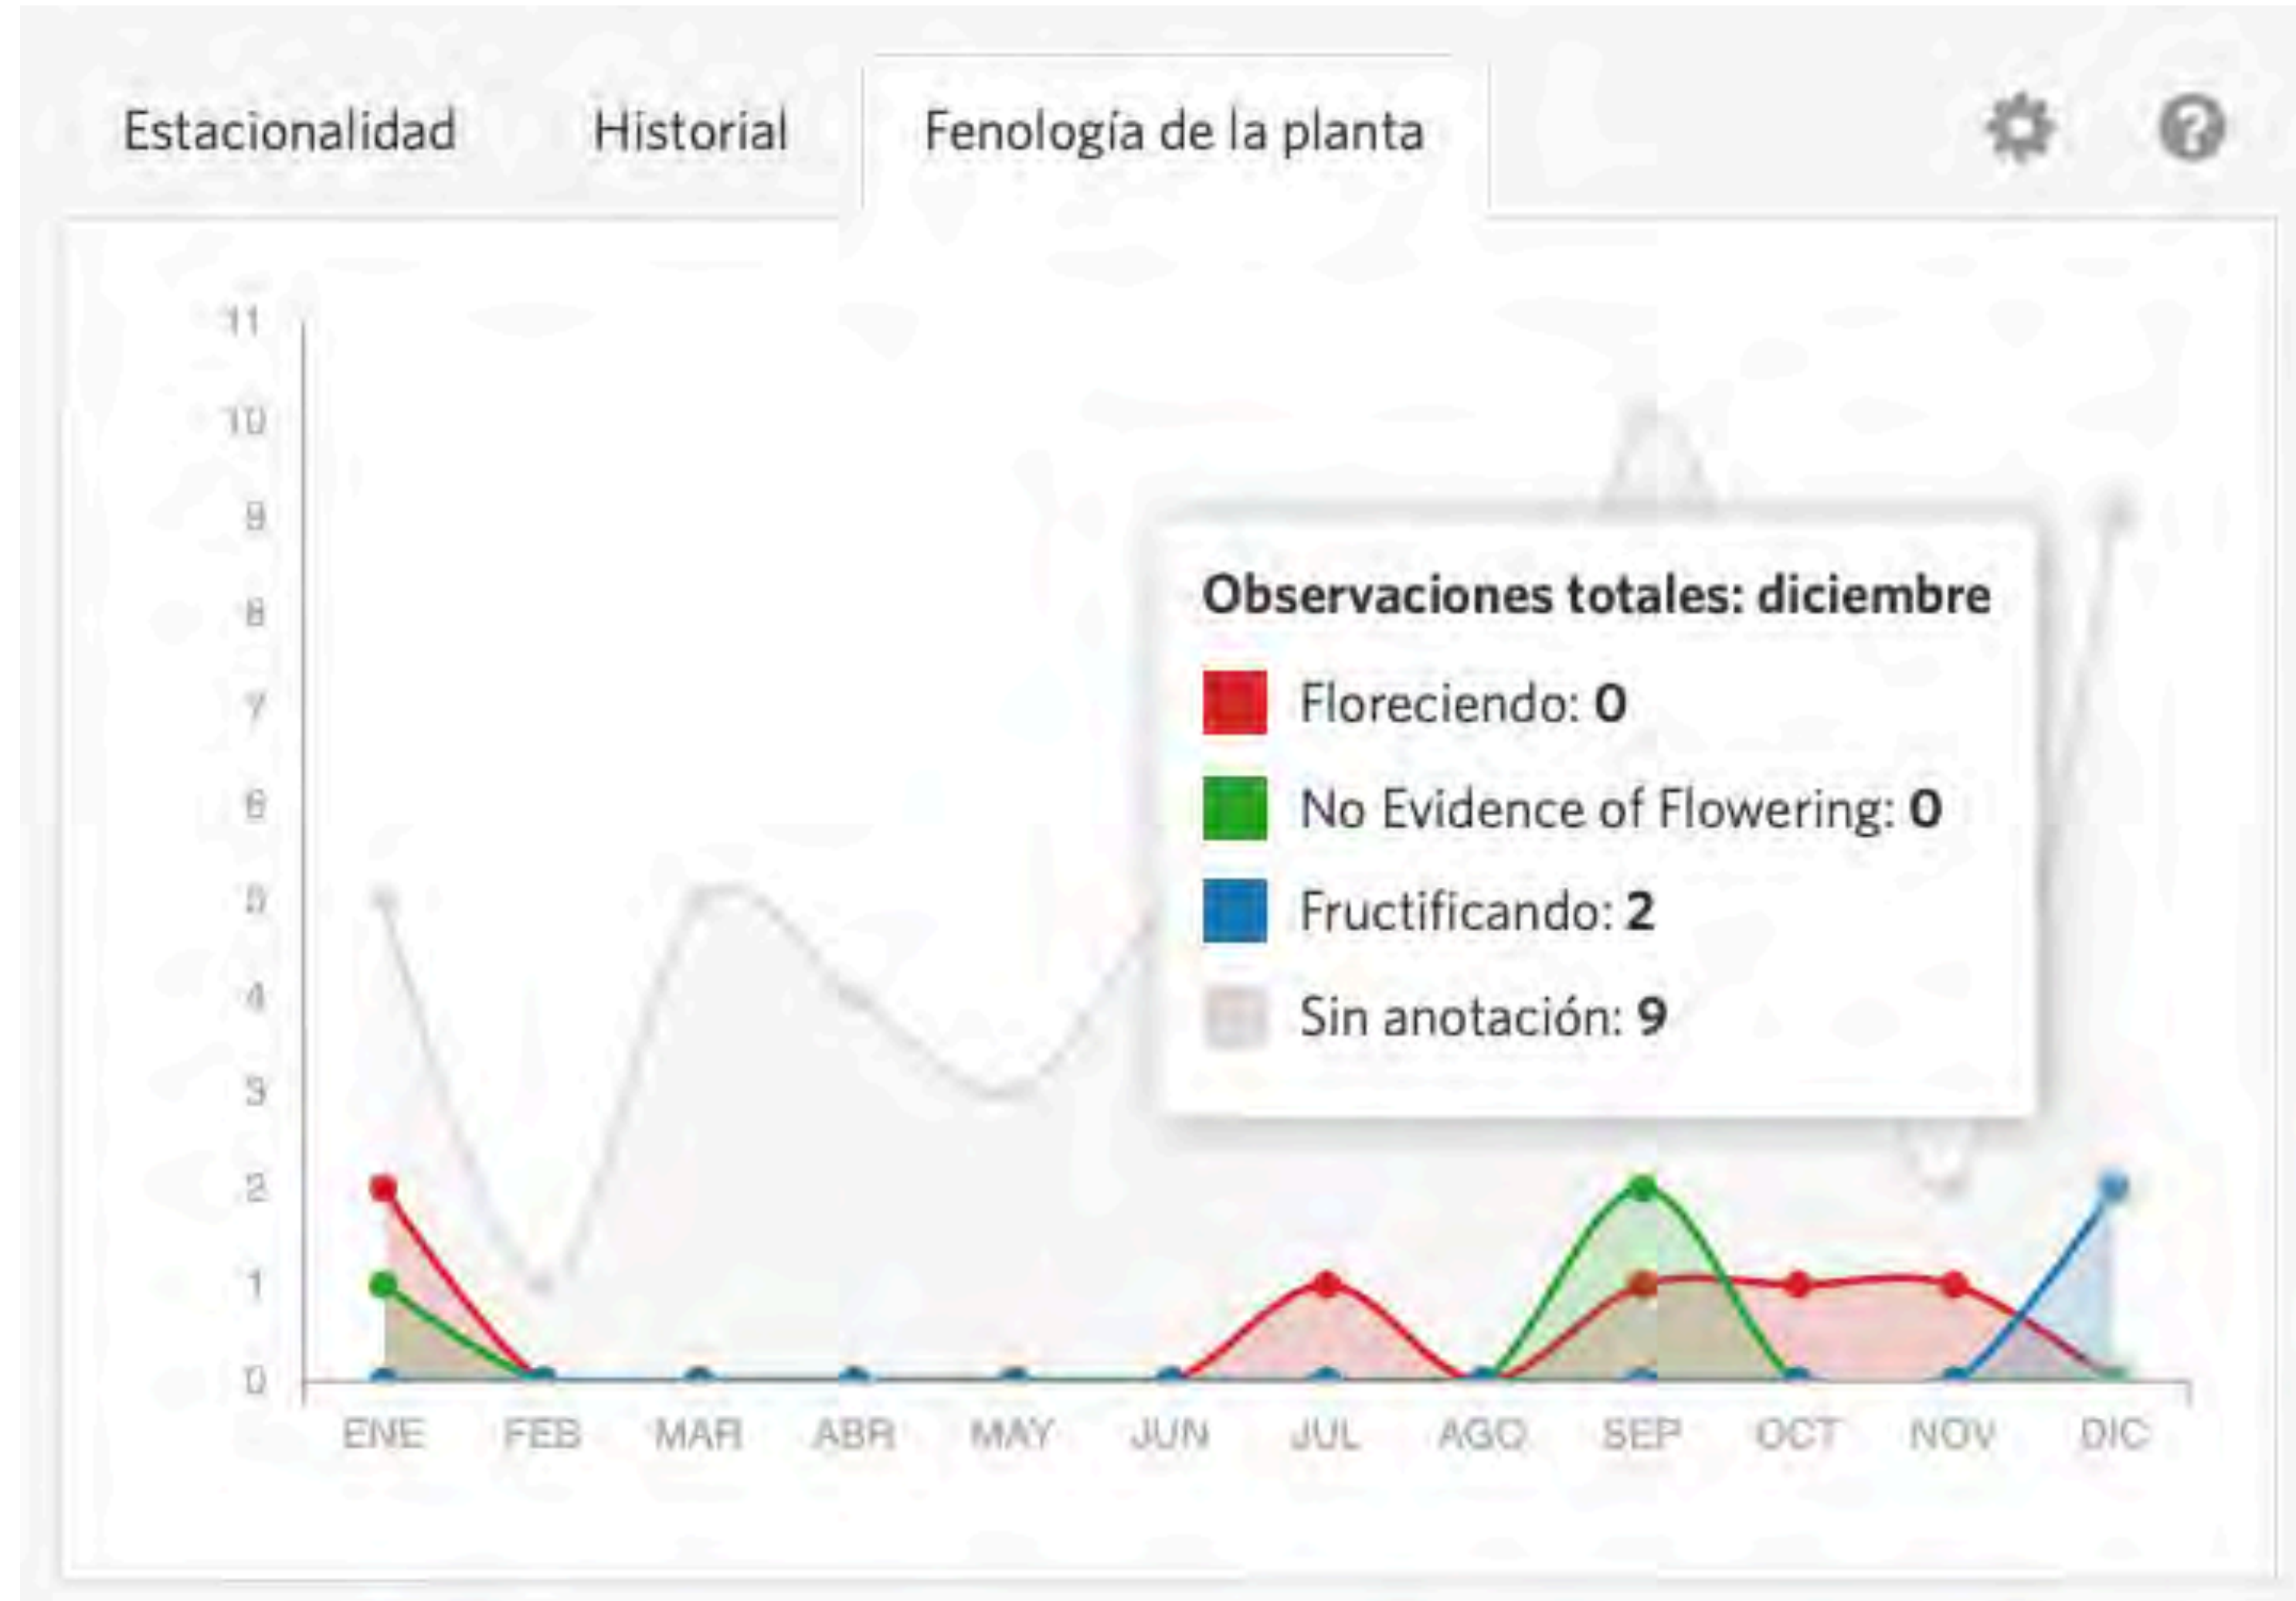 Estacionalidad Historial Fenología de la planta
11
10
9
8
7
6
5
4
3
2
1
0
Observaciones totales: diciembre
Floreciendo: 0
No Evidence of Flowering: 0
Fructificando: 2
Sin anotación: 9
ENE FEB MAR ABR MAY JUN JUL AGO SEP OCT NOV DIC